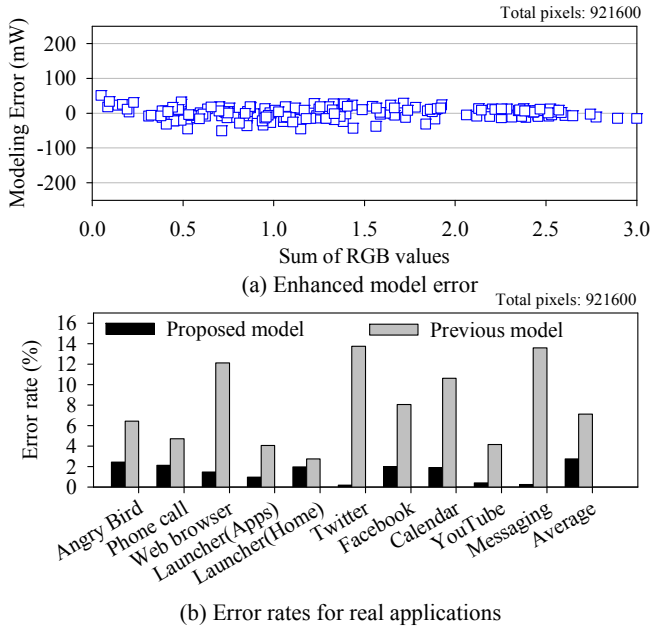 Total pixels: 921600
Modeling Error (mW)
200
100
0
-100
-200
0.0 0.5 1.0 1.5 2.0 2.5 3.0
Sum of RGB values
(a) Enhanced model error
Total pixels: 921600
Error rate (%)
16
14
12
10
8
6
4
2
0
Proposed model Previous model
Angry Bird
Phone call
Web browser
Launcher(Apps)
Launcher(Home)
Twitter
Facebook
Calendar
YouTube
Messaging
Average
(b) Error rates for real applications